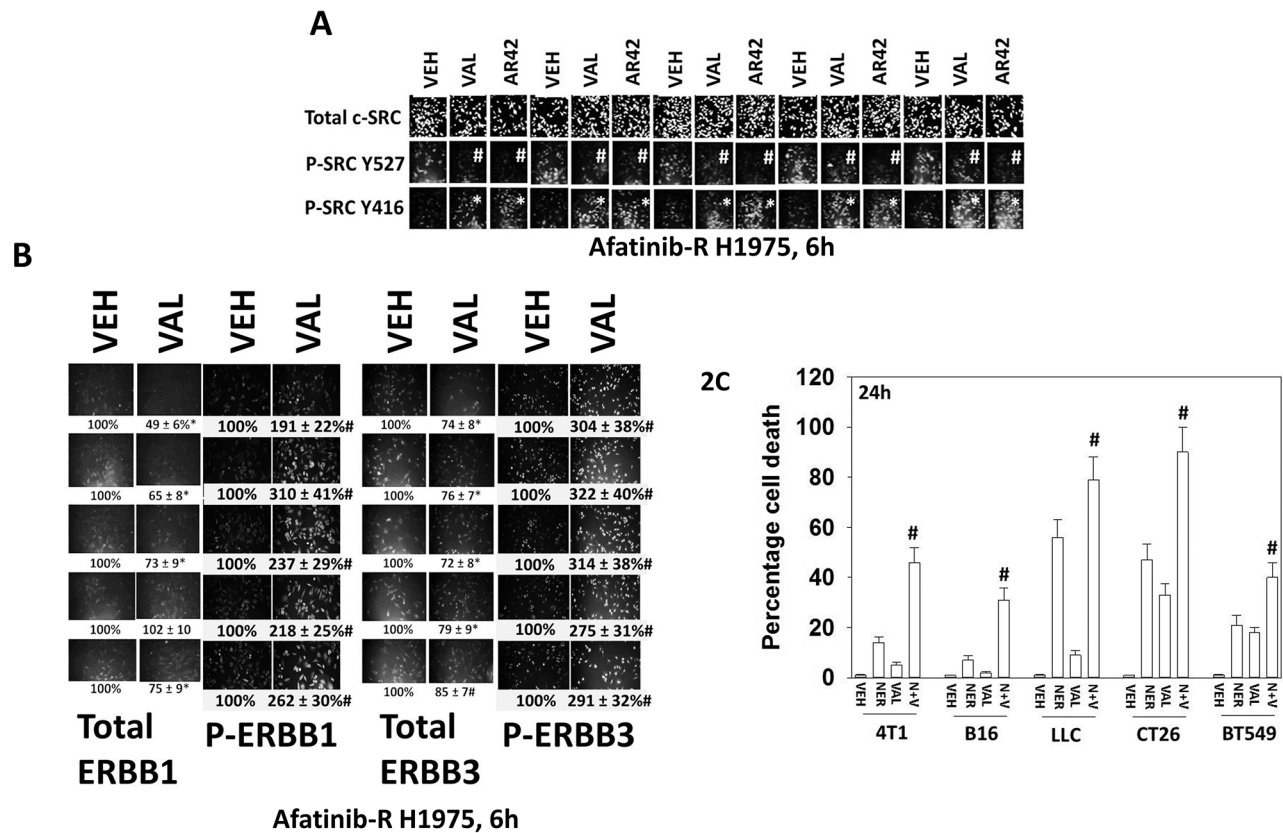 A
VEH VAL AR42 VEH VAL AR42 VEH VAL AR42 VEH VAL AR42 VEH VAL AR42
Total c-SRC
P-SRC Y527 # # # # # # # # # #
P-SRC Y416 * * * * * * * * * *
Afatinib-R H1975, 6h
B
VEH VAL VEH VAL VEH VAL VEH VAL
100% 49 ± 6%* 100% 191 ± 22%# 100% 74 ± 8* 100% 304 ± 38%#
100% 65 ± 8* 100% 310 ± 41%# 100% 76 ± 7* 100% 322 ± 40%#
100% 73 ± 9* 100% 237 ± 29%# 100% 72 ± 8* 100% 314 ± 38%#
100% 102 ± 10 100% 218 ± 25%# 100% 79 ± 9* 100% 275 ± 31%#
100% 75 ± 9* 100% 262 ± 30%# 100% 85 ± 7# 100% 291 ± 32%#
Total ERBB1
P-ERBB1
Total ERBB3
P-ERBB3
Afatinib-R H1975, 6h
2C
Percentage cell death
120
100
80
60
40
20
0
24h
# # # # #
VEH NER VAL N+V VEH NER VAL N+V VEH NER VAL N+V VEH NER VAL N+V VEH NER VAL N+V
4T1 B16 LLC CT26 BT549